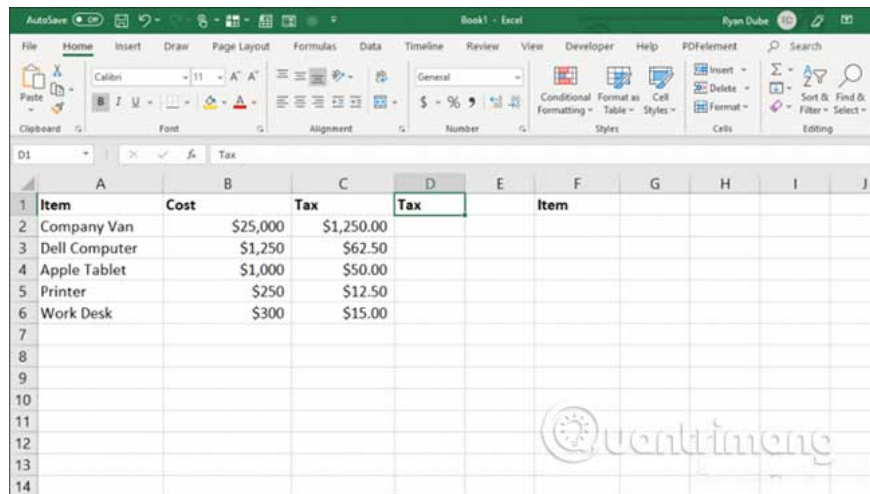 AutoSave Off Book1 - Excel Ryan Dube RD
File Home Insert Draw Page Layout Formulas Data Timeline Review View Developer Help PDFelement Search
Paste Calibri 11 A A General Conditional Formatting Format as Table Cell Styles Insert Delete Format Sort & Filter Find & Select
B I U A $ % 9
Clipboard Font Alignment Number Styles Cells Editing
D1 fx Tax
A B C D E F G H I J
1 Item Cost Tax Tax Item
2 Company Van $25,000 $1,250.00
3 Dell Computer $1,250 $62.50
4 Apple Tablet $1,000 $50.00
5 Printer $250 $12.50
6 Work Desk $300 $15.00
7
8
9
10
11
12
13
14
Quantrimang